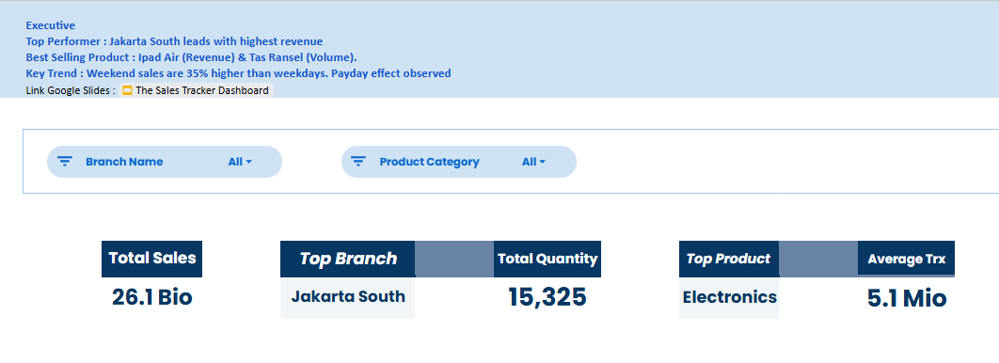 Executive
Top Performer : Jakarta South leads with highest revenue
Best Selling Product : Ipad Air (Revenue) & Tas Ransel (Volume).
Key Trend : Weekend sales are 35% higher than weekdays. Payday effect observed
Link Google Slides : The Sales Tracker Dashboard
Branch Name All Product Category All
Total Sales Top Branch Total Quantity Top Product Average Trx
26.1 Bio Jakarta South 15,325 Electronics 5.1 Mio